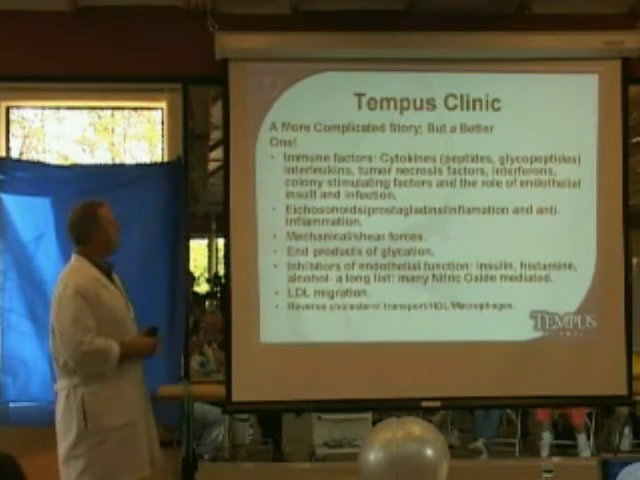 Tempus Clinic
A More Complicated Story; But a Better
One!
• Immune factors: Cytokines (peptides, glycopeptides)
interleukins, tumor necrosis factors, interferons,
colony stimulating factors and the role of endothelial
insult and infection.
• Eichosonoids/prostagladins/inflamation and anti-
inflammation.
• Mechanical/shear forces.
• End products of glycation.
• Inhibitors of endothelial function: insulin, histamine,
alcohol- a long list: many Nitric Oxide mediated.
• LDL migration.
• Reverse cholesterol transport/HDL/Macrophages.
TEMPUS